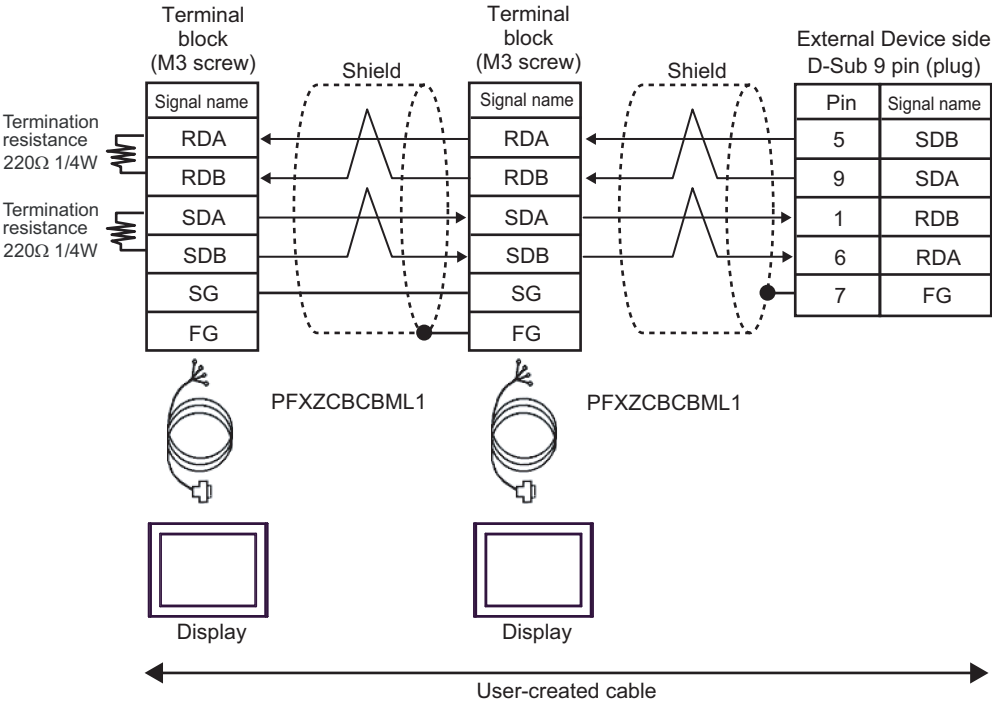 Terminal
block
(M3 screw)
Terminal
block
(M3 screw)
External Device side
D-Sub 9 pin (plug)
Shield
Shield
Termination
resistance
220Ω 1/4W
Termination
resistance
220Ω 1/4W
Signal name
RDA
RDB
SDA
SDB
SG
FG
Signal name
RDA
RDB
SDA
SDB
SG
FG
Pin Signal name
5 SDB
9 SDA
1 RDB
6 RDA
7 FG
PFXZCBCBML1
PFXZCBCBML1
Display
Display
User-created cable